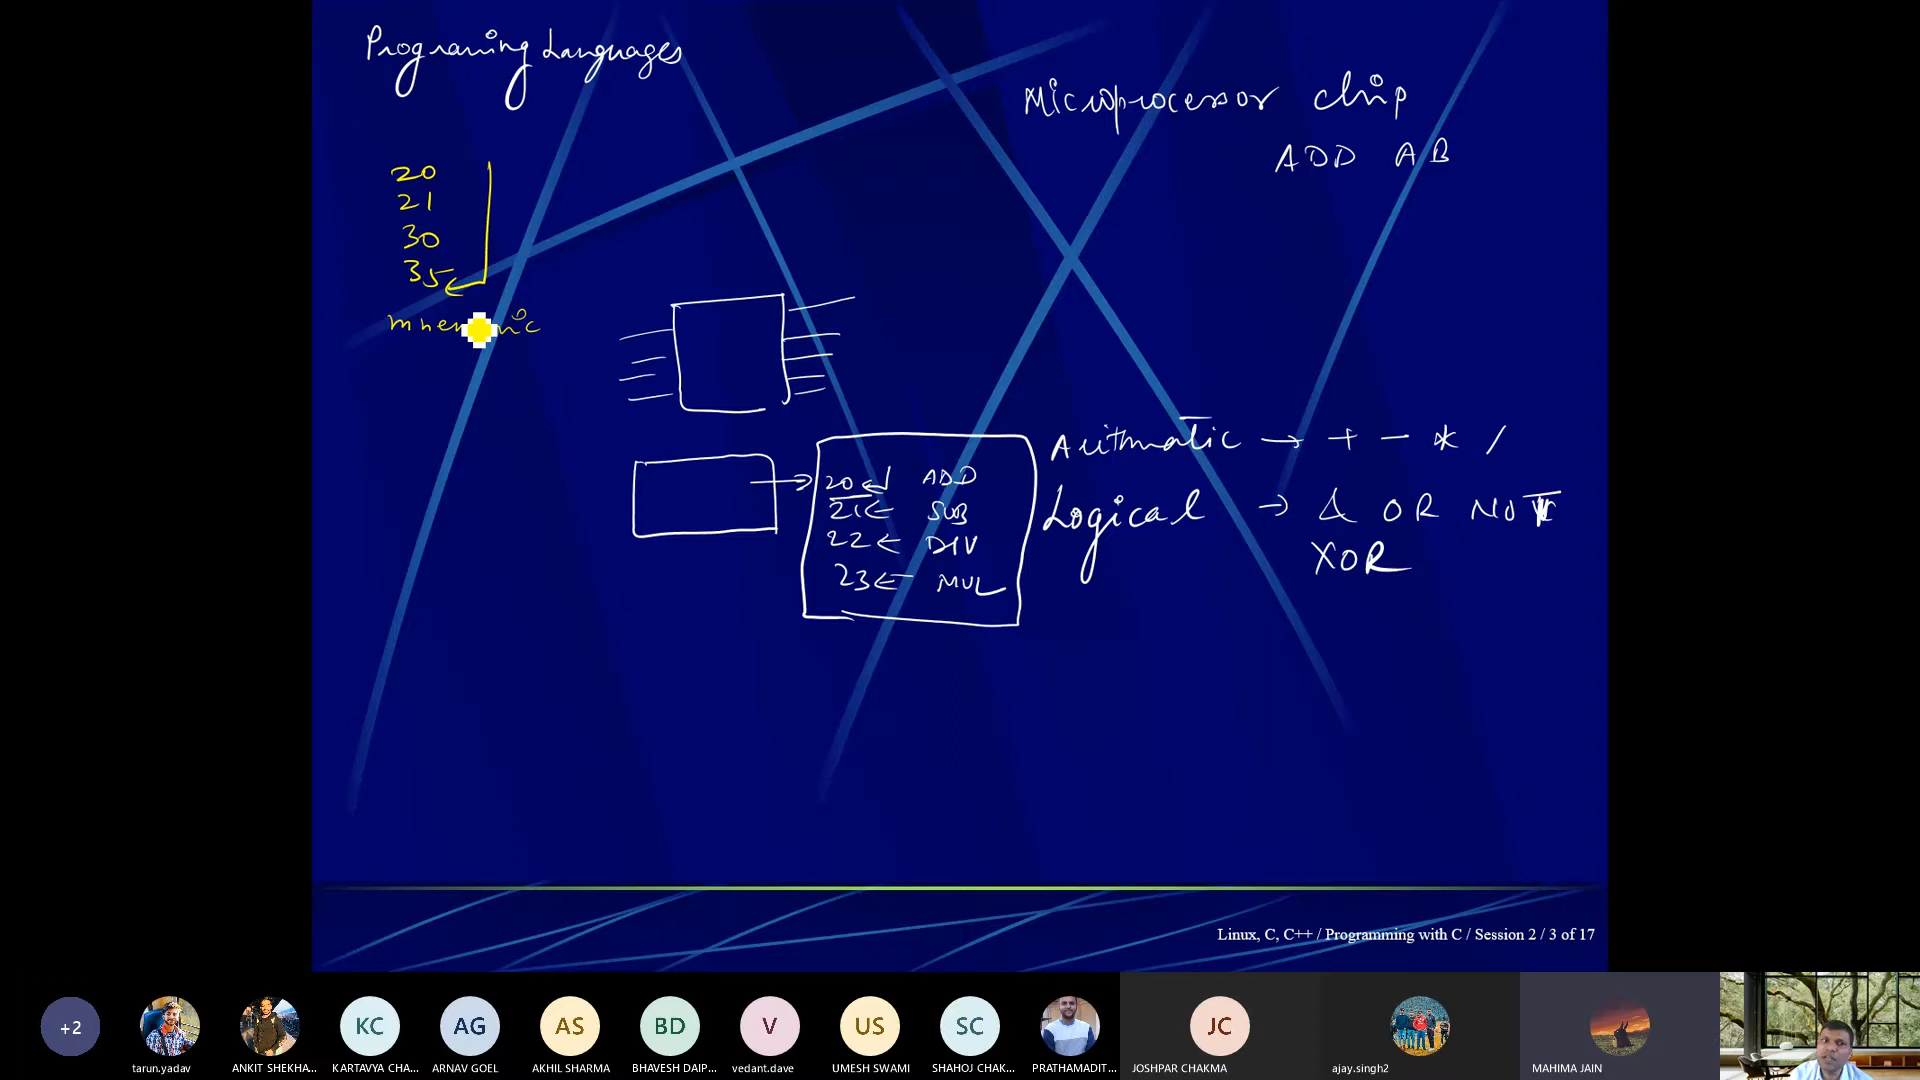 Programing Languages
Microprocessor chip
ADD AB
20
21
30
35
20 ADD
21 SUB
22 DIV
23 MUL
Arithmatic → + - * /
Logical → & OR NOT
XOR
Linux, C, C++ / Programming with C / Session 2 / 3 of 17
+2
KC
AG
AS
BD
V
US
SC
JC
tarun.yadav
ANKIT SHEKHA...
KARTAVYA CHA...
ARNAV GOEL
AKHIL SHARMA
BHAVESH DAIP...
vedant.dave
UMESH SWAMI
SHAHOJ CHAK...
PRATHAMADIT...
JOSHPAR CHAKMA
ajay.singh2
MAHIMA JAIN